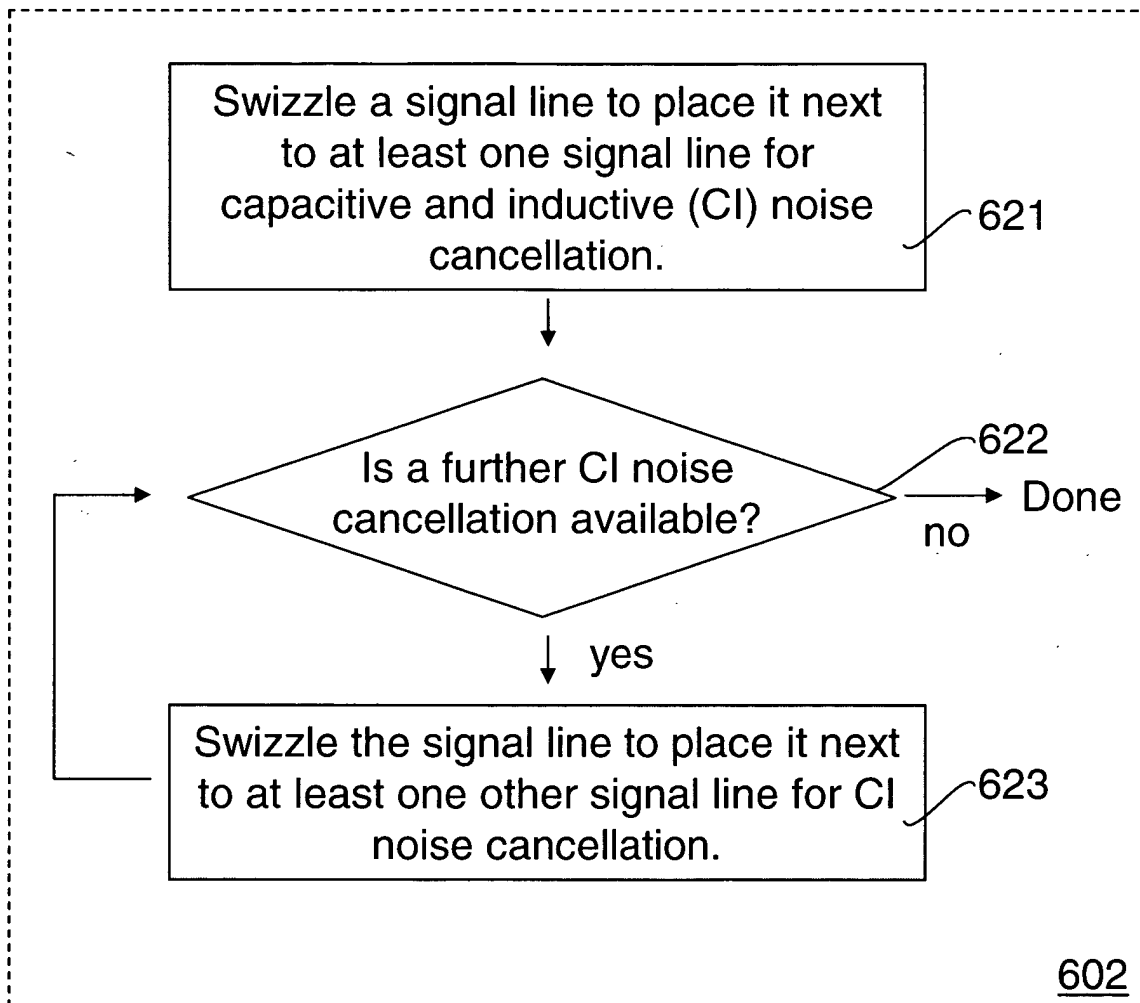 Swizzle a signal line to place it next
to at least one signal line for
capacitive and inductive (CI) noise
cancellation.
621
Is a further CI noise
cancellation available?
622
Done
no
yes
Swizzle the signal line to place it next
to at least one other signal line for CI
noise cancellation.
623
602